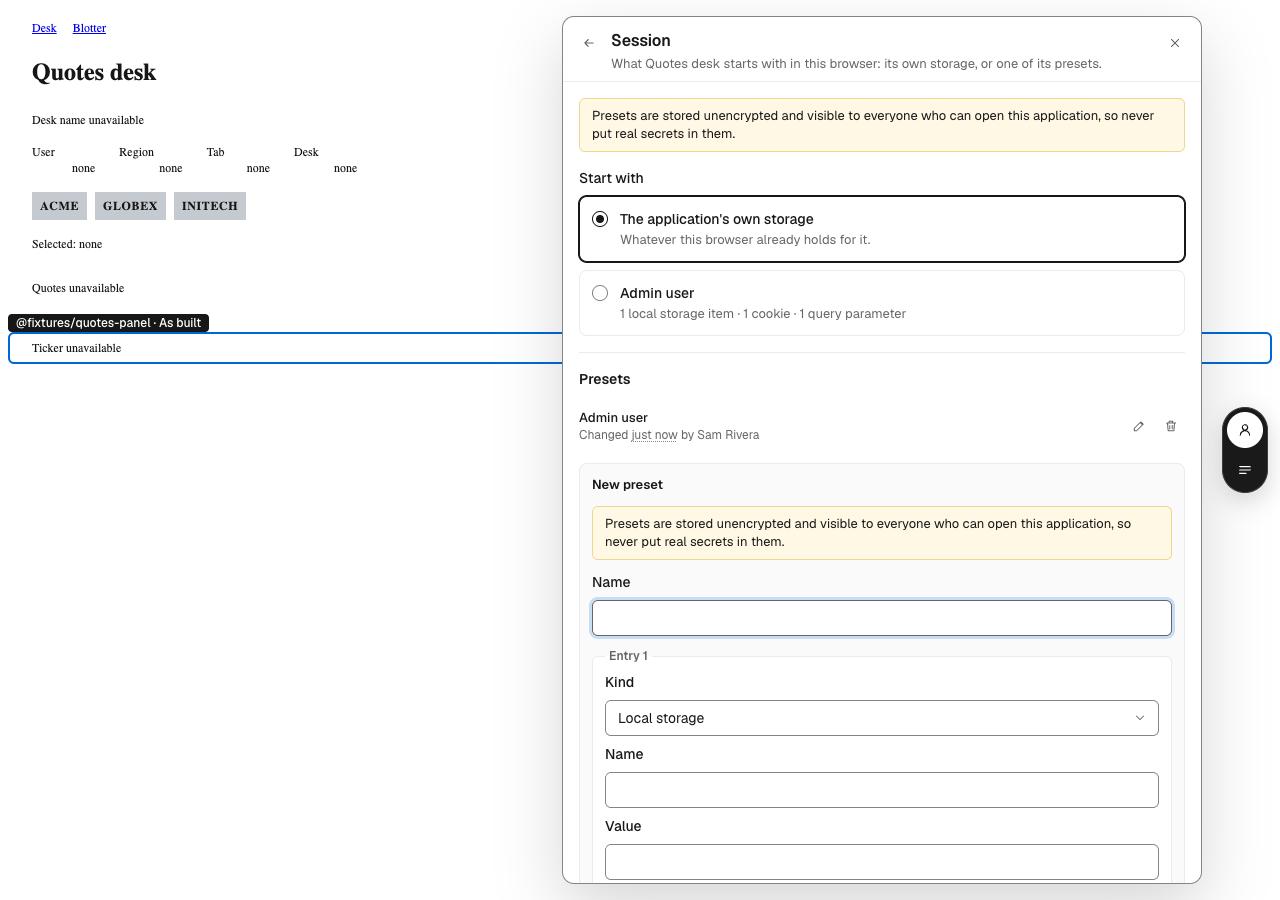 Desk Blotter
Quotes desk
Desk name unavailable
User Region Tab Desk
none none none none
ACME GLOBEX INITECH
Selected: none
Quotes unavailable
@fixtures/quotes-panel · As built
Ticker unavailable
Session
What Quotes desk starts with in this browser: its own storage, or one of its presets.
Presets are stored unencrypted and visible to everyone who can open this application, so never
put real secrets in them.
Start with
The application's own storage
Whatever this browser already holds for it.
Admin user
1 local storage item · 1 cookie · 1 query parameter
Presets
Admin user
Changed just now by Sam Rivera
New preset
Presets are stored unencrypted and visible to everyone who can open this application, so
never put real secrets in them.
Name
Entry 1
Kind
Local storage
Name
Value